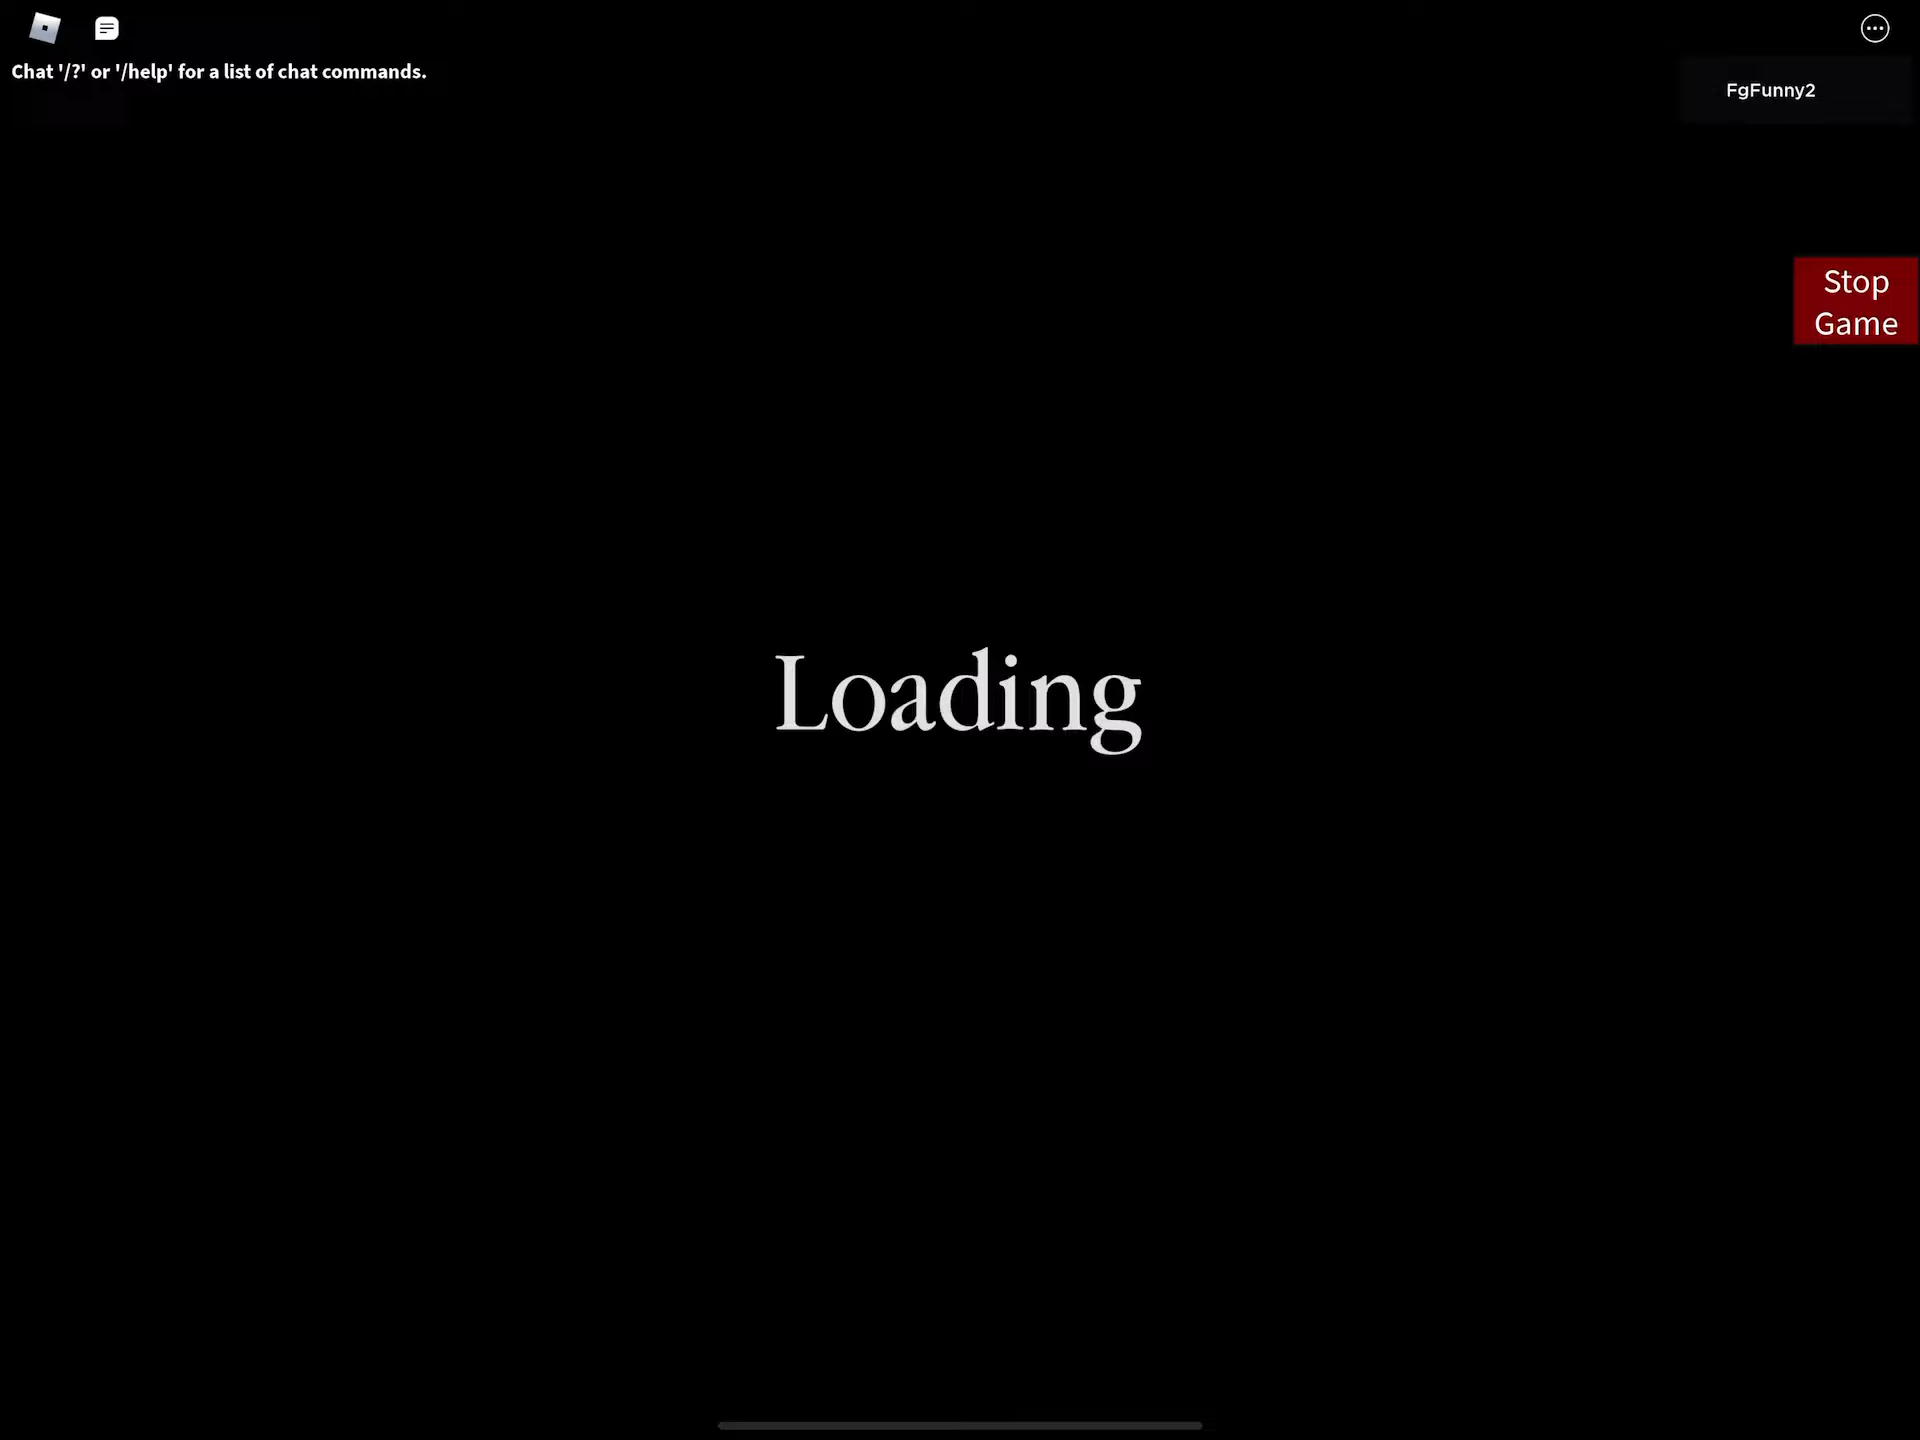 Chat '/?' or '/help' for a list of chat commands.
FgFunny2
Stop
Game
Loading